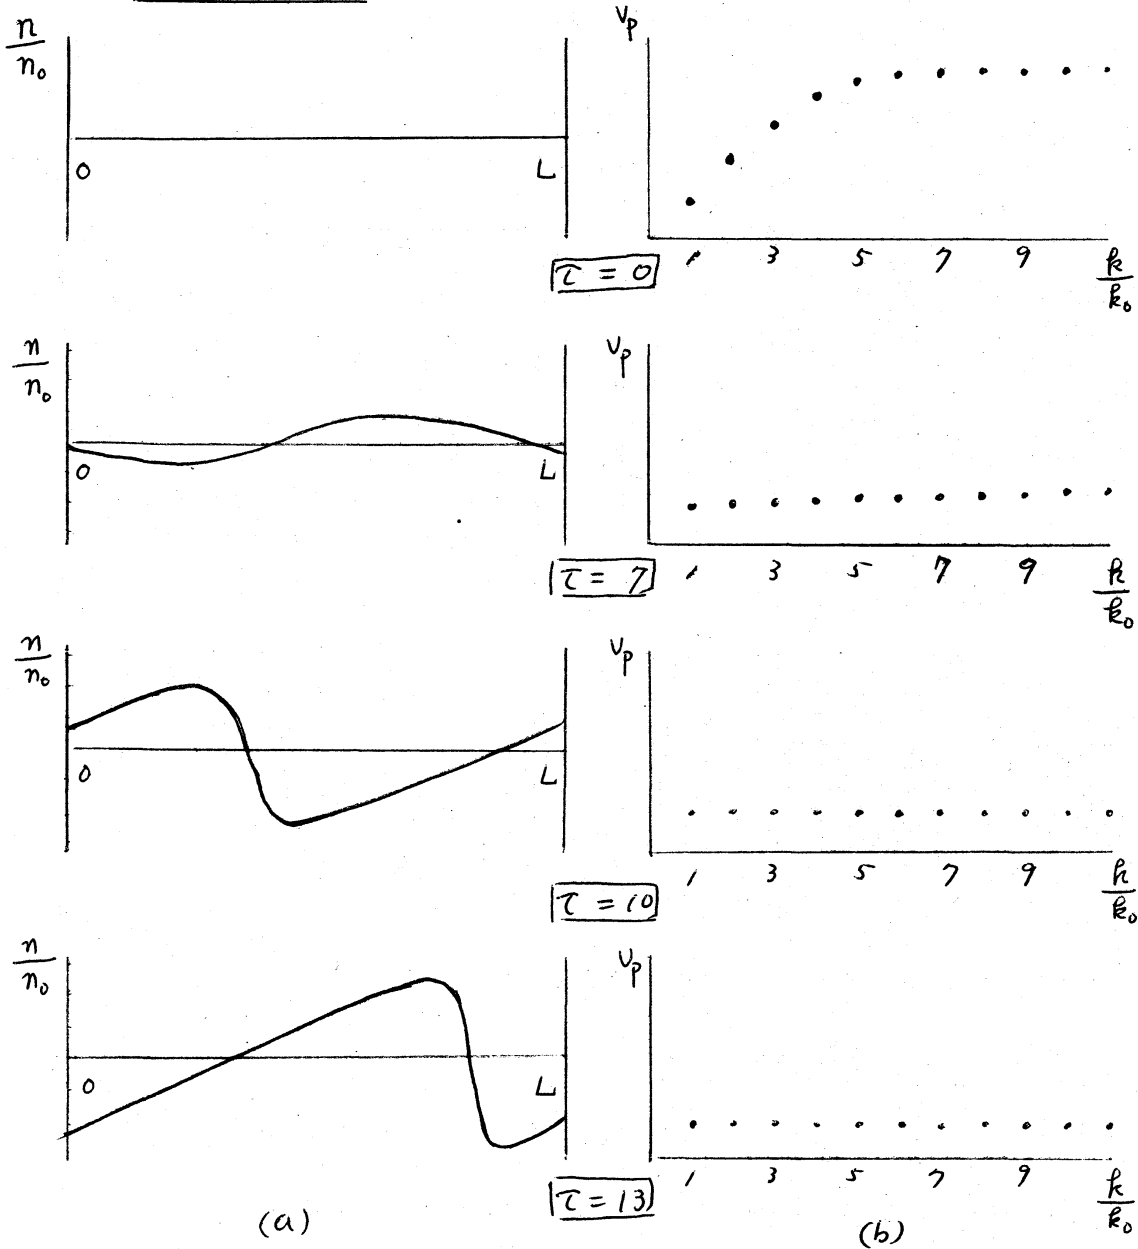 n/n₀
0 L
V_p
1 3 5 7 9 k/k₀
τ = 0
n/n₀
0 L
V_p
1 3 5 7 9 k/k₀
τ = 7
n/n₀
0 L
V_p
1 3 5 7 9 k/k₀
τ = 10
n/n₀
0 L
V_p
1 3 5 7 9 k/k₀
τ = 13
(a) (b)